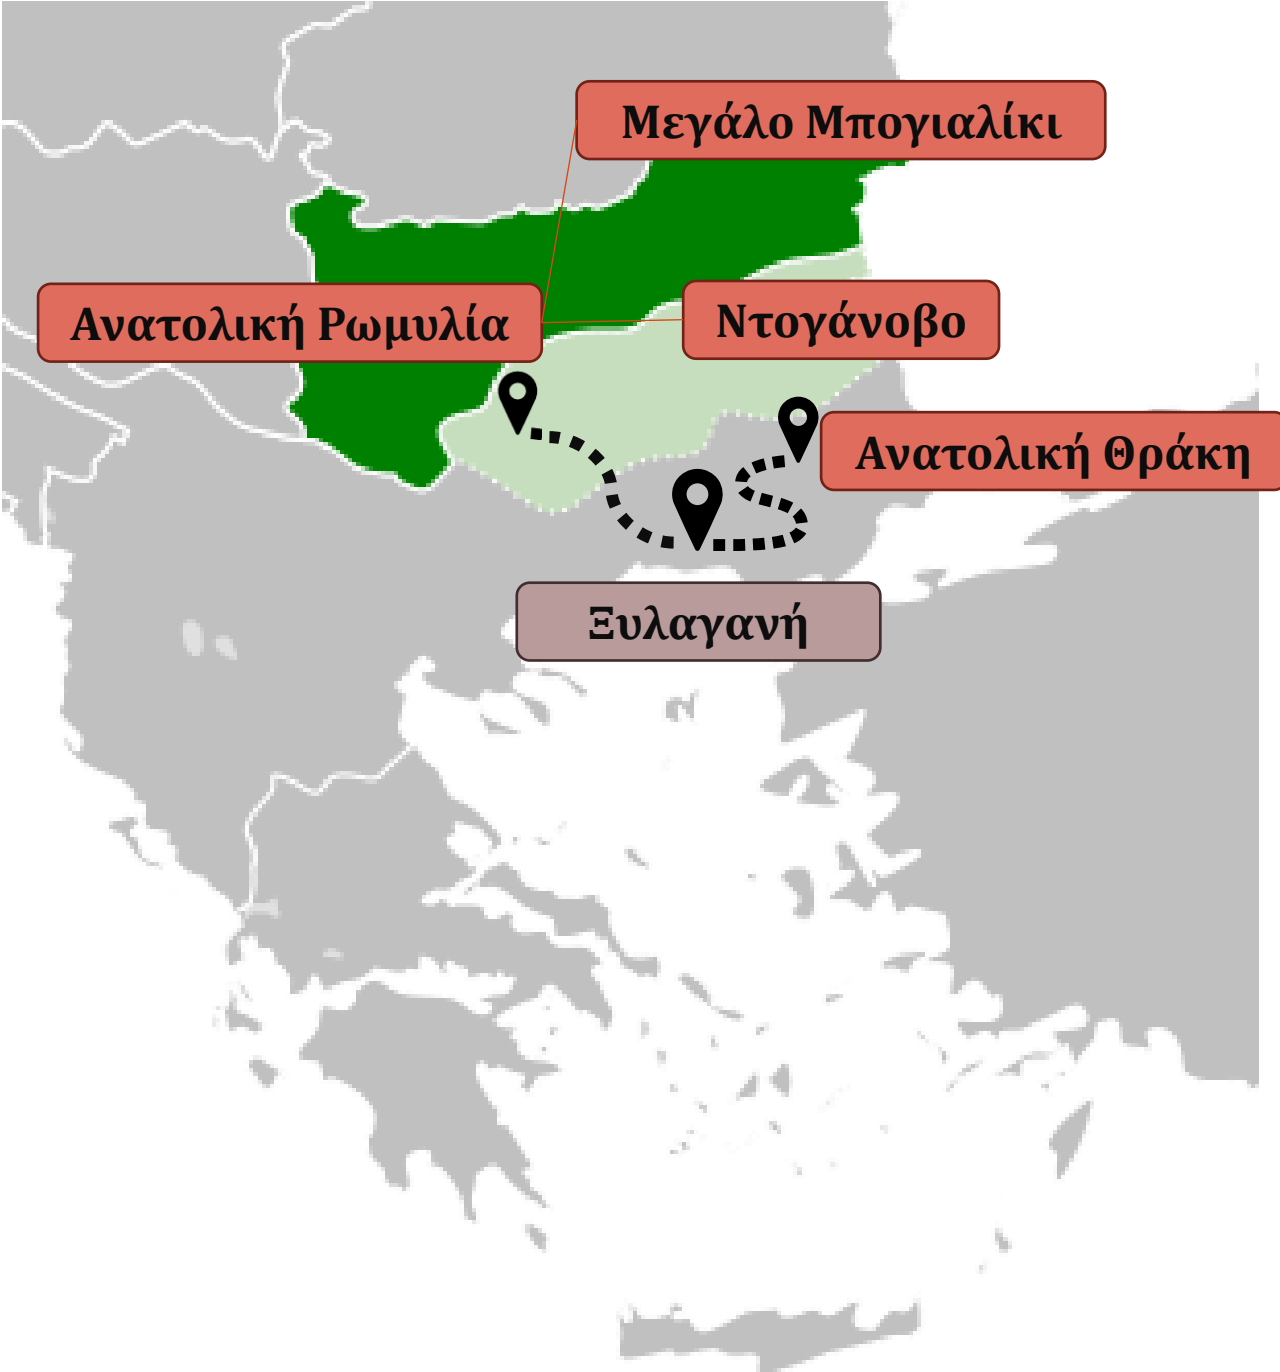 Μεγάλο Μπογιαλίκι
Ανατολική Ρωμυλία
Ντογάνοβο
Ανατολική Θράκη
Ξυλαγανή